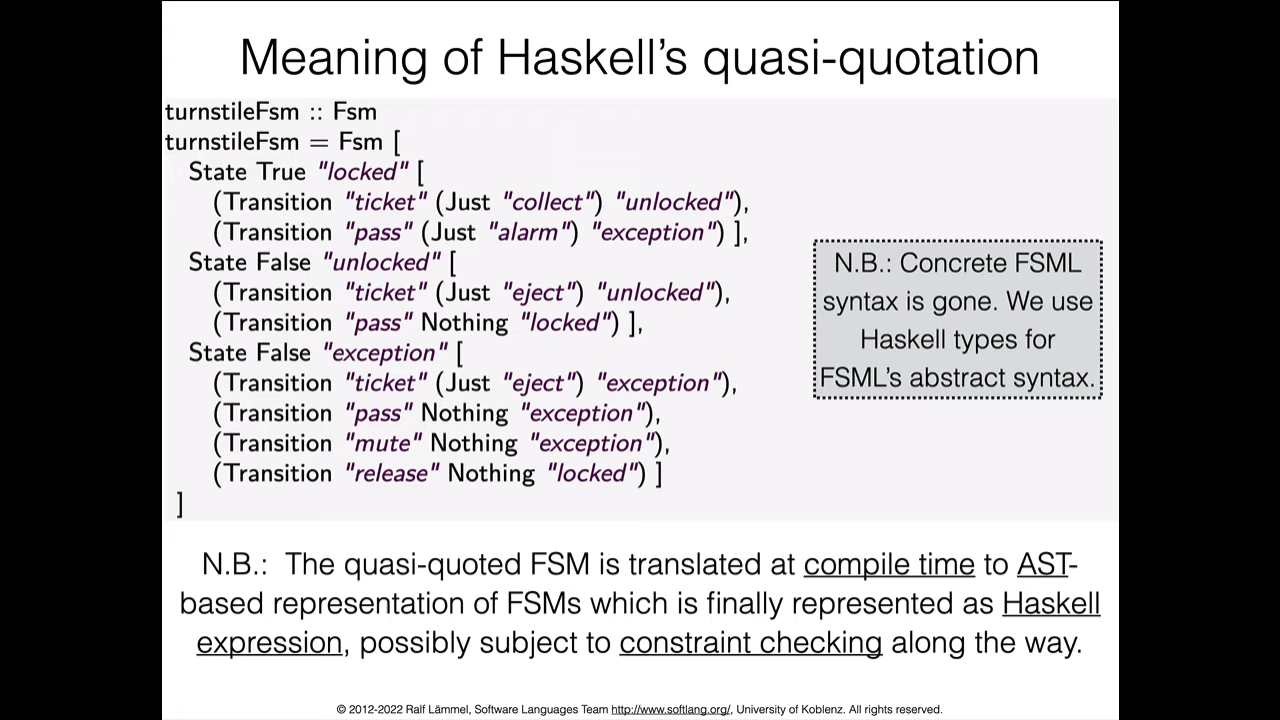 Meaning of Haskell’s quasi-quotation
turnstileFsm :: Fsm
turnstileFsm = Fsm [
State True "locked" [
(Transition "ticket" (Just "collect") "unlocked"),
(Transition "pass" (Just "alarm") "exception") ],
State False "unlocked" [
(Transition "ticket" (Just "eject") "unlocked"),
(Transition "pass" Nothing "locked") ],
State False "exception" [
(Transition "ticket" (Just "eject") "exception"),
(Transition "pass" Nothing "exception"),
(Transition "mute" Nothing "exception"),
(Transition "release" Nothing "locked") ]
]
N.B.: Concrete FSML
syntax is gone. We use
Haskell types for
FSML’s abstract syntax.
N.B.: The quasi-quoted FSM is translated at compile time to AST-
based representation of FSMs which is finally represented as Haskell
expression, possibly subject to constraint checking along the way.
© 2012-2022 Ralf Lämmel, Software Languages Team http://www.softlang.org/, University of Koblenz. All rights reserved.